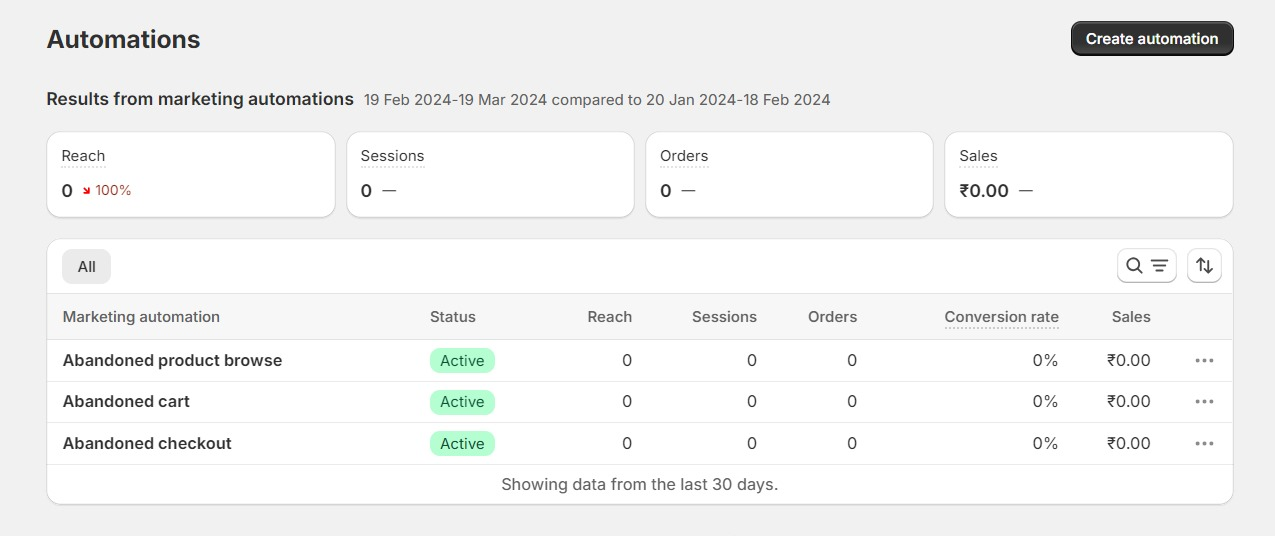 Automations
Create automation
Results from marketing automations 19 Feb 2024-19 Mar 2024 compared to 20 Jan 2024-18 Feb 2024
Reach Sessions Orders Sales
0 100% 0 — 0 — ₹0.00 —
All
Marketing automation Status Reach Sessions Orders Conversion rate Sales
Abandoned product browse Active 0 0 0 0% ₹0.00
Abandoned cart Active 0 0 0 0% ₹0.00
Abandoned checkout Active 0 0 0 0% ₹0.00
Showing data from the last 30 days.